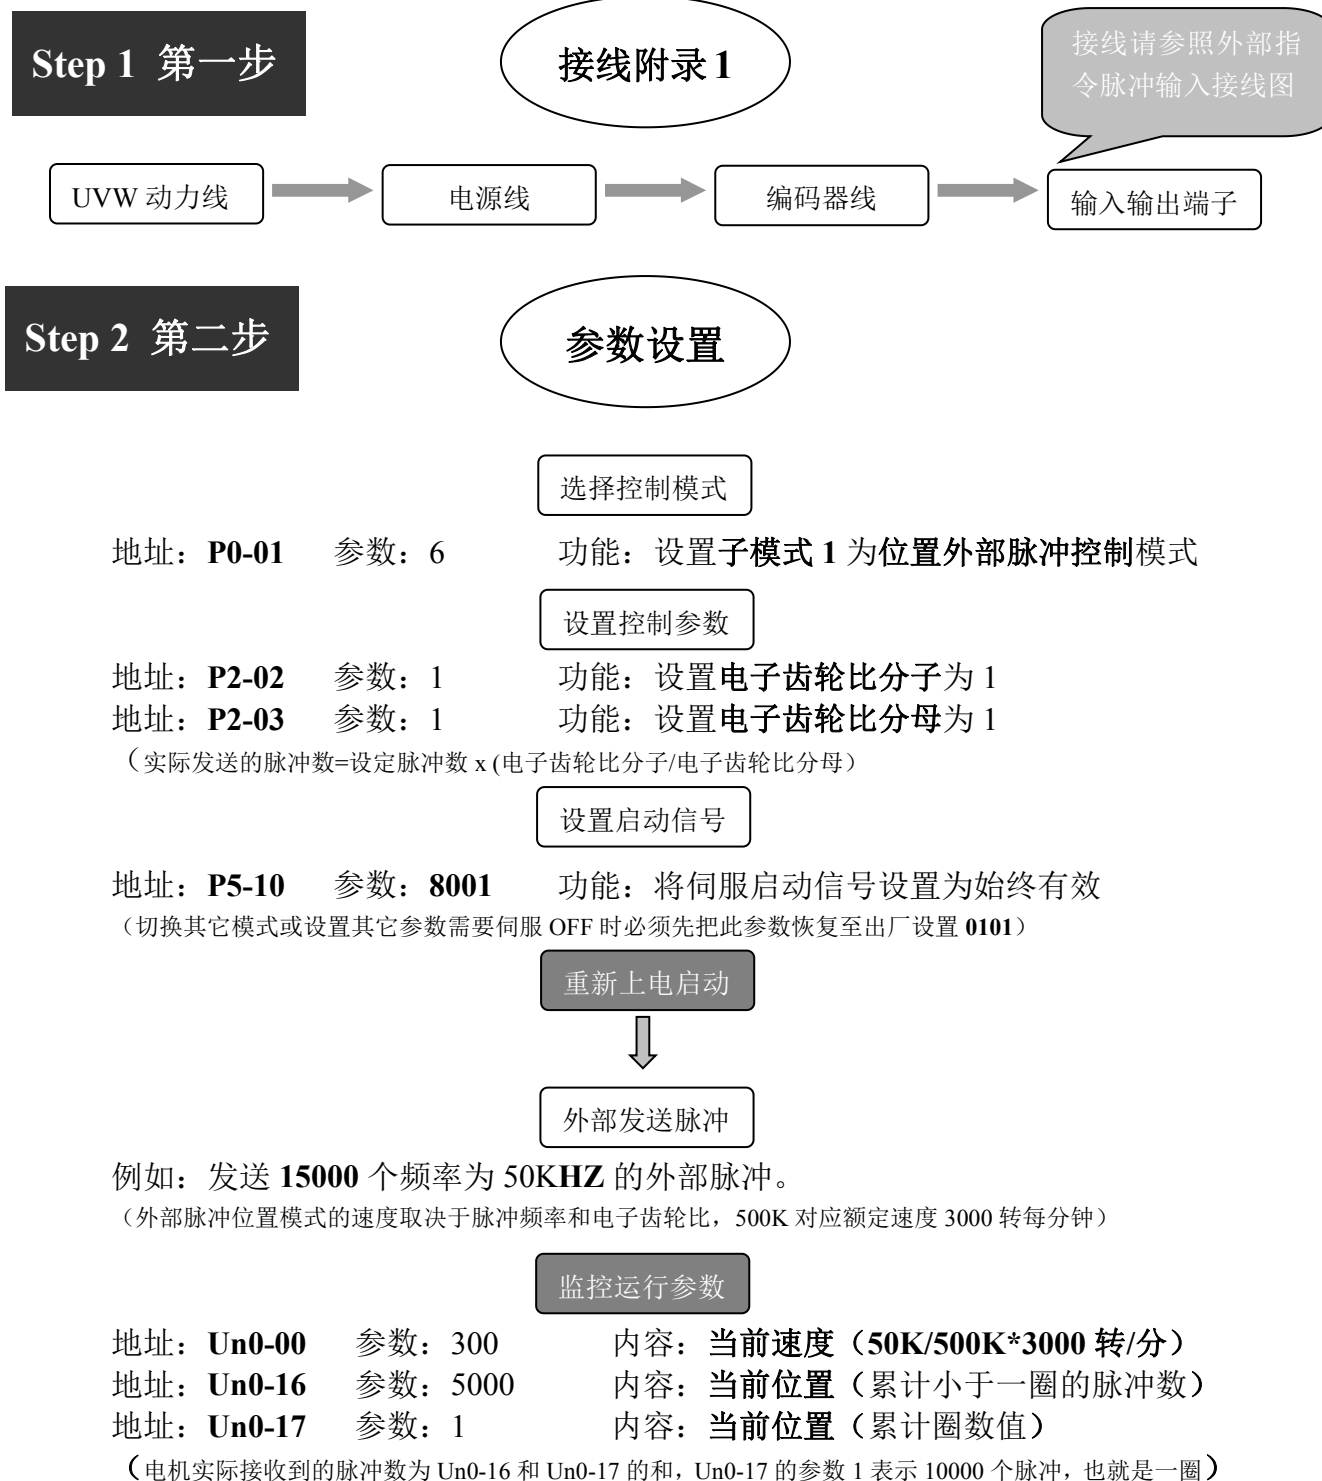 Step 1 第一步
接线附录 1
接线请参照外部指
令脉冲输入接线图
UVW 动力线
电源线
编码器线
输入输出端子
Step 2 第二步
参数设置
选择控制模式
地址：P0-01 参数：6 功能：设置子模式 1 为位置外部脉冲控制模式
设置控制参数
地址：P2-02 参数：1 功能：设置电子齿轮比分子为 1
地址：P2-03 参数：1 功能：设置电子齿轮比分母为 1
（实际发送的脉冲数=设定脉冲数 x (电子齿轮比分子/电子齿轮比分母）
设置启动信号
地址：P5-10 参数：8001 功能：将伺服启动信号设置为始终有效
（切换其它模式或设置其它参数需要伺服 OFF 时必须先把此参数恢复至出厂设置 0101）
重新上电启动
外部发送脉冲
例如：发送 15000 个频率为 50KHZ 的外部脉冲。
（外部脉冲位置模式的速度取决于脉冲频率和电子齿轮比，500K 对应额定速度 3000 转每分钟）
监控运行参数
地址：Un0-00 参数：300 内容：当前速度（50K/500K*3000 转/分）
地址：Un0-16 参数：5000 内容：当前位置（累计小于一圈的脉冲数）
地址：Un0-17 参数：1 内容：当前位置（累计圈数值）
（电机实际接收到的脉冲数为 Un0-16 和 Un0-17 的和，Un0-17 的参数 1 表示 10000 个脉冲，也就是一圈）